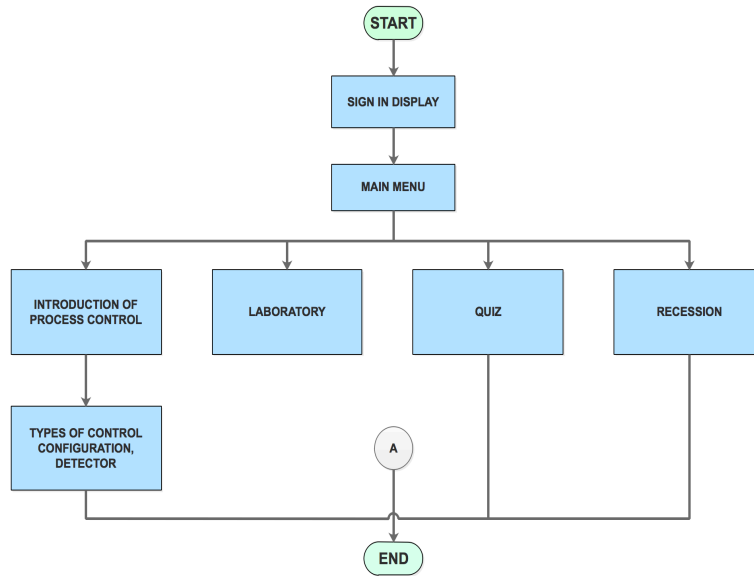 START
SIGN IN DISPLAY
MAIN MENU
INTRODUCTION OF
PROCESS CONTROL
LABORATORY
QUIZ
RECESSION
TYPES OF CONTROL
CONFIGURATION,
DETECTOR
A
END